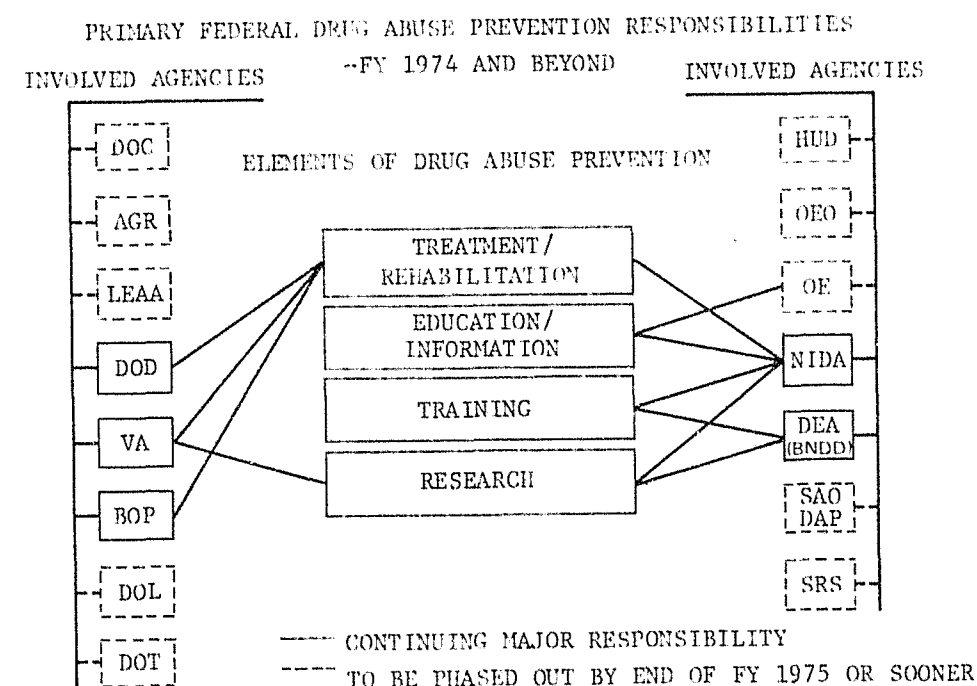 PRIMARY FEDERAL DRUG ABUSE PREVENTION RESPONSIBILITIES
--FY 1974 AND BEYOND
INVOLVED AGENCIES
INVOLVED AGENCIES
ELEMENTS OF DRUG ABUSE PREVENTION
DOC
AGR
LEAA
DOD
VA
BOP
DOL
DOT
TREATMENT/
REHABILITATION
EDUCATION/
INFORMATION
TRAINING
RESEARCH
HUD
OEO
OE
NIDA
DEA
(BNDD)
SAO
DAP
SRS
CONTINUING MAJOR RESPONSIBILITY
TO BE PHASED OUT BY END OF FY 1975 OR SOONER